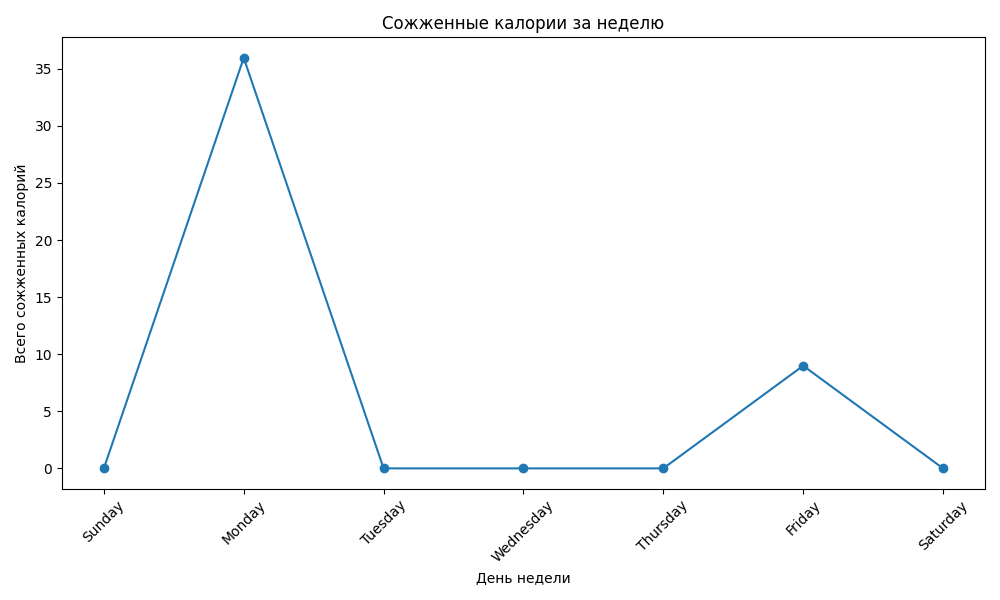 Сожженные калории за неделю
Всего сожженных калорий
35
30
25
20
15
10
5
0
Sunday
Monday
Tuesday
Wednesday
Thursday
Friday
Saturday
День недели